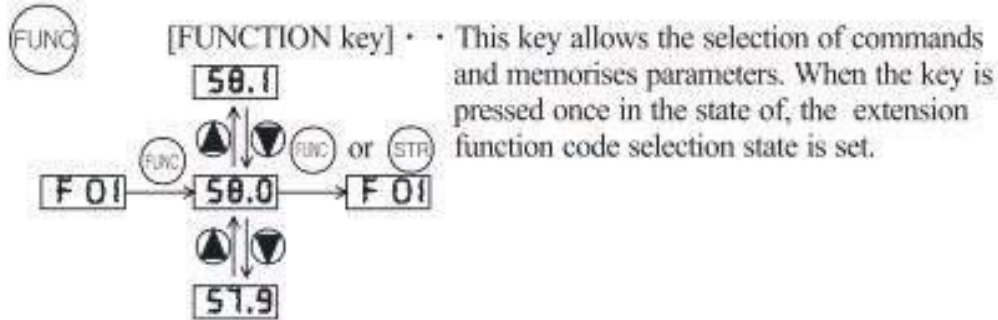 FUNC [FUNCTION key] · · This key allows the selection of commands
58.1 and memorises parameters. When the key is
pressed once in the state of, the extension
FUNC FUNC or STR function code selection state is set.
F 01 58.0 F 01
57.9